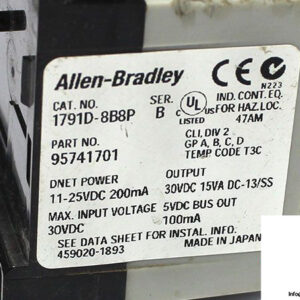 Allen-Bradley CE N223
CAT. NO. SER. UL LISTED IND. CONT. EQ.
1791D-8B8P B FOR HAZ. LOC.
47AM
PART NO. CL I, DIV 2
95741701 GP A, B, C, D
TEMP CODE T3C
DNET POWER OUTPUT
11-25VDC 200mA 30VDC 15VA DC-13/SS
MAX. INPUT VOLTAGE 5VDC BUS OUT
30VDC 100mA
SEE DATA SHEET FOR INSTAL. INFO.
459020-1893 MADE IN JAPAN